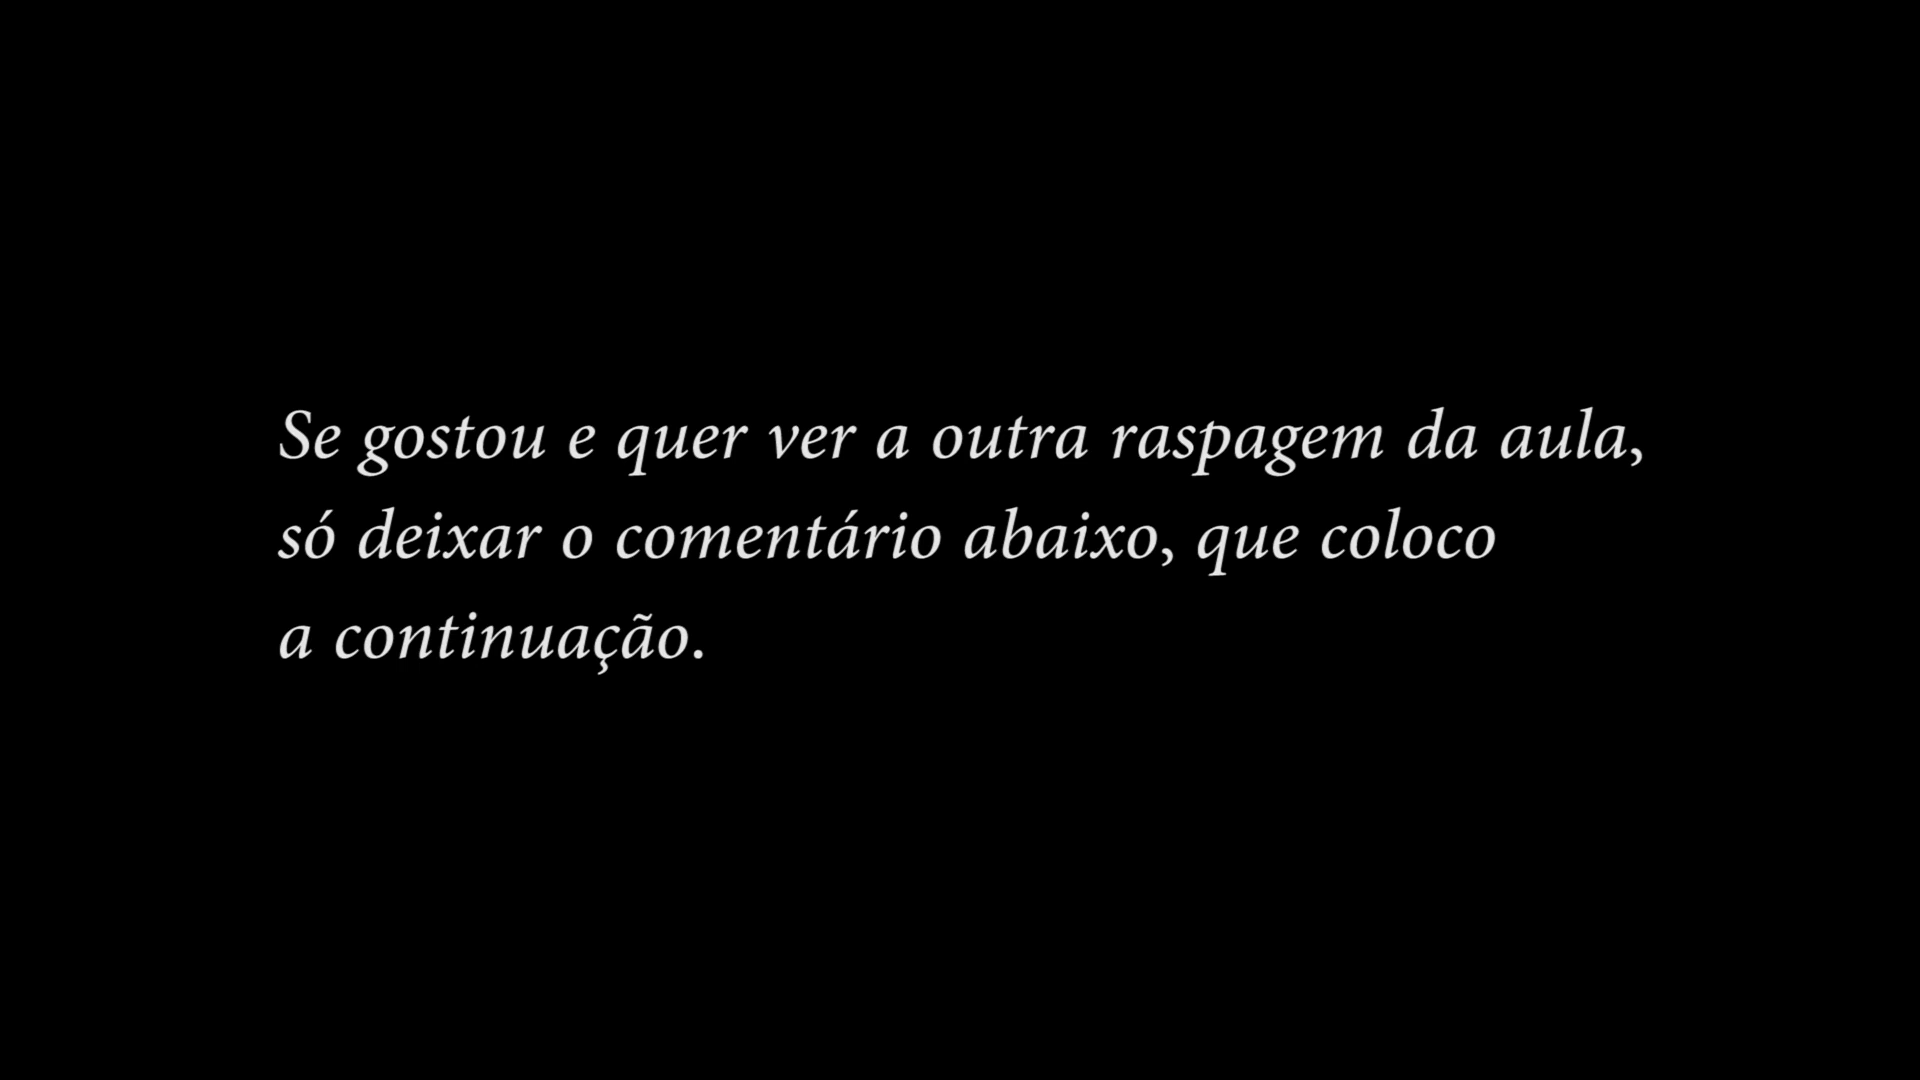 Se gostou e quer ver a outra raspagem da aula,
só deixar o comentário abaixo, que coloco
a continuação.